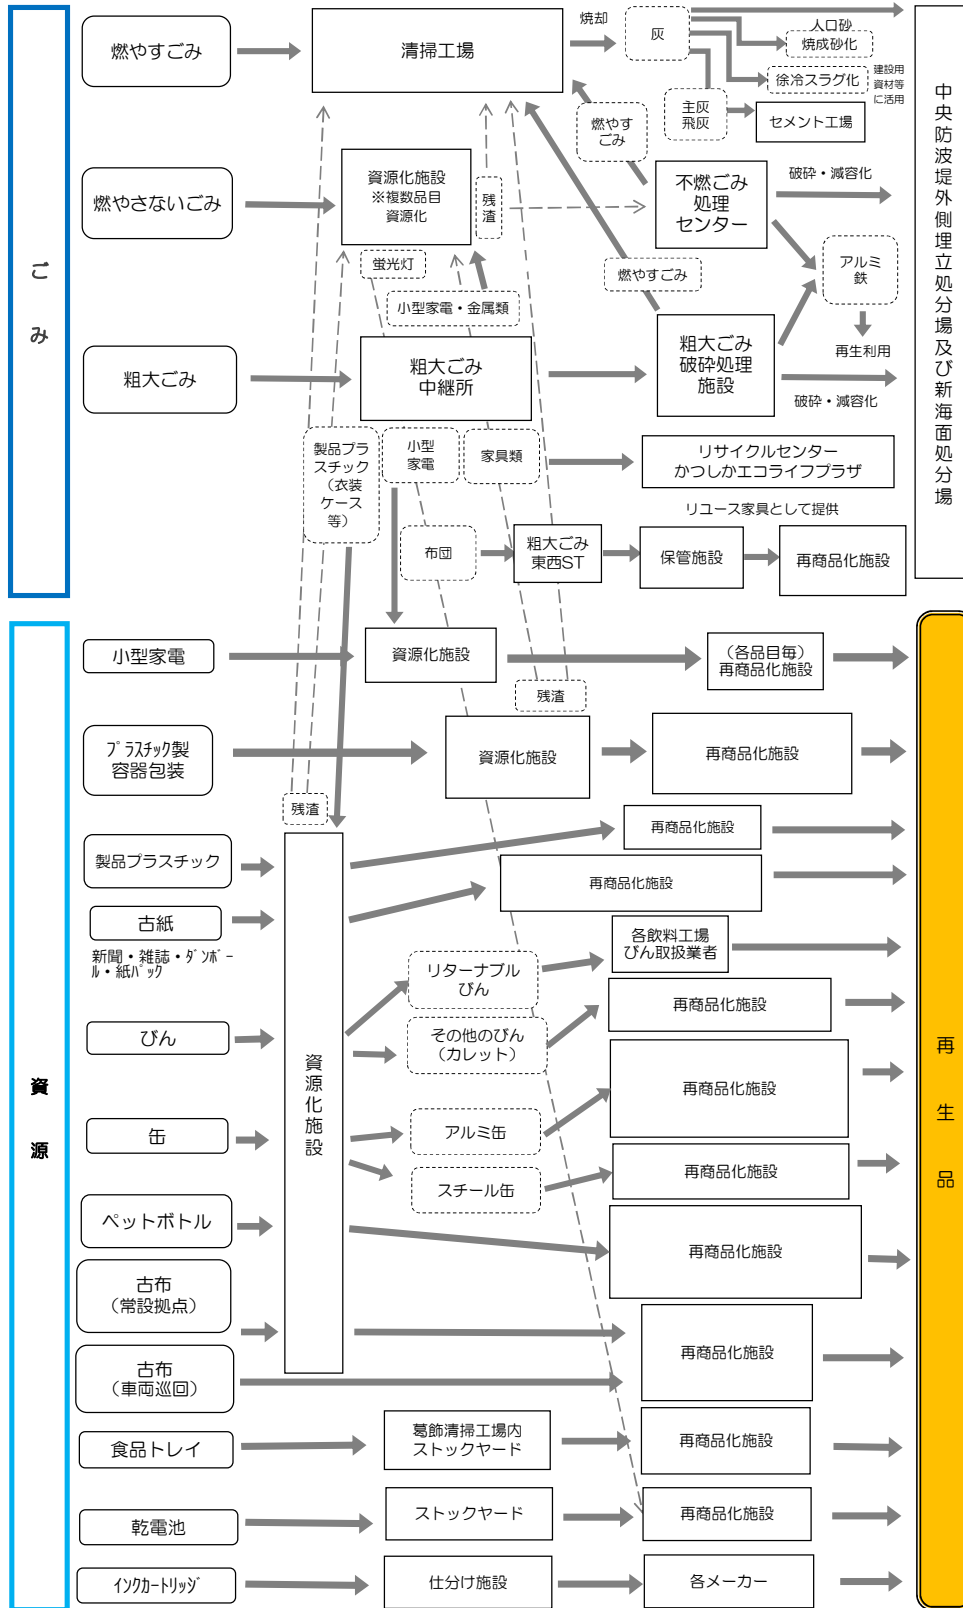 ごみ
燃やすごみ
清掃工場
焼却
灰
人口砂
焼成砂化
徐冷スラグ化
建設用
資材等
に活用
主灰
飛灰
セメント工場
燃やす
ごみ
燃やさないごみ
資源化施設
※複数品目
資源化
残渣
不燃ごみ
処理
センター
破砕・減容化
蛍光灯
小型家電・金属類
燃やすごみ
アルミ
鉄
再生利用
粗大ごみ
粗大ごみ
中継所
粗大ごみ
破砕処理
施設
破砕・減容化
製品プラ
スチック
（衣装
ケース
等）
小型
家電
家具類
リサイクルセンター
かつしかエコライフプラザ
リユース家具として提供
布団
粗大ごみ
東西ST
保管施設
再商品化施設
中央防波堤外側埋立処分場及び新海面処分場
資源
小型家電
資源化施設
（各品目毎）
再商品化施設
残渣
ﾌﾟﾗｽﾁｯｸ製
容器包装
資源化施設
再商品化施設
残渣
製品プラスチック
再商品化施設
古紙
新聞・雑誌・ﾀﾞﾝﾎﾞｰ
ﾙ・紙ﾊﾟｯｸ
再商品化施設
資源化施設
びん
リターナブル
びん
各飲料工場
びん取扱業者
その他のびん
（カレット）
再商品化施設
缶
アルミ缶
再商品化施設
スチール缶
再商品化施設
ペットボトル
再商品化施設
古布
（常設拠点）
古布
（車両巡回）
再商品化施設
食品トレイ
葛飾清掃工場内
ストックヤード
再商品化施設
乾電池
ストックヤード
再商品化施設
ｲﾝｸｶｰﾄﾘｯｼﾞ
仕分け施設
各メーカー
再生品